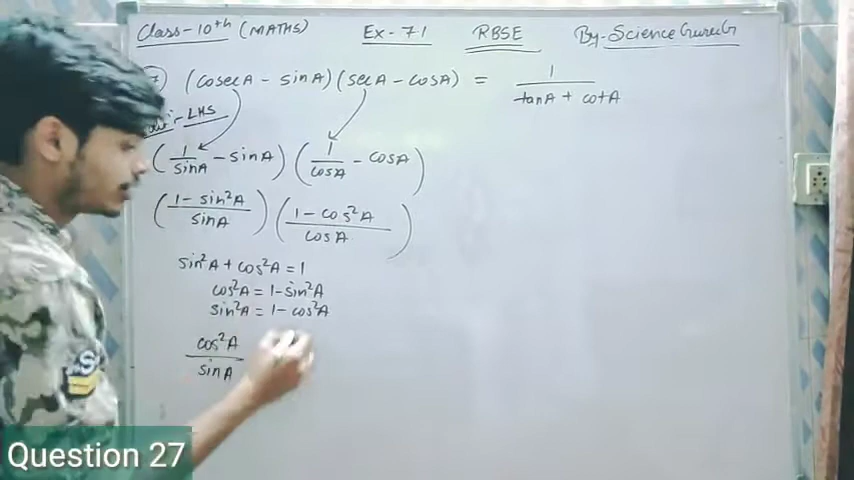 Class-10th (MATHS) Ex-7.1 RBSE By-Science GuruG
7) (cosecA - sinA)(secA - cosA) = 1 / tanA + cotA
LHS
(1/sinA - sinA)(1/cosA - cosA)
(1 - sin²A / sinA)(1 - cos²A / cosA)
sin²A + cos²A = 1
cos²A = 1 - sin²A
sin²A = 1 - cos²A
cos²A / sinA
S
Question 27